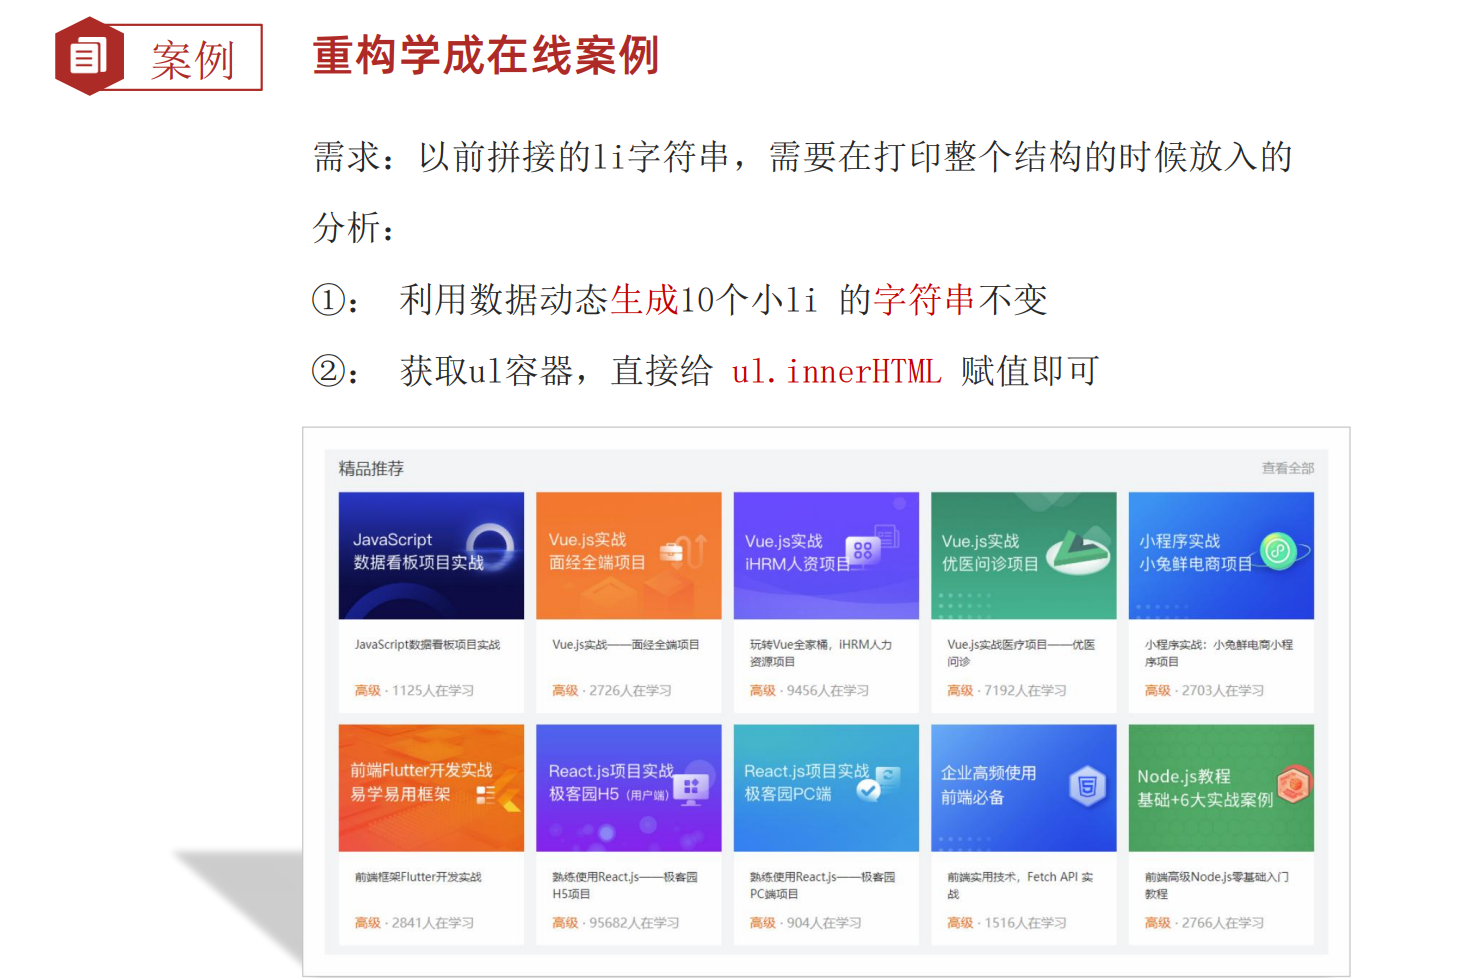 案例
重构学成在线案例
需求：以前拼接的li字符串，需要在打印整个结构的时候放入的
分析：
①： 利用数据动态生成10个小li 的字符串不变
②： 获取ul容器，直接给 ul.innerHTML 赋值即可
精品推荐
查看全部
JavaScript
数据看板项目实战
Vue.js实战
面经全端项目
Vue.js实战
iHRM人资项目
Vue.js实战
优医问诊项目
小程序实战
小兔鲜电商项目
JavaScript数据看板项目实战
高级 · 1125人在学习
Vue.js实战——面经全端项目
高级 · 2726人在学习
玩转Vue全家桶，iHRM人力
资源项目
高级 · 9456人在学习
Vue.js实战医疗项目——优医
问诊
高级 · 7192人在学习
小程序实战：小兔鲜电商小程
序项目
高级 · 2703人在学习
前端Flutter开发实战
易学易用框架
React.js项目实战
极客园H5（用户端）
React.js项目实战
极客园PC端
企业高频使用
前端必备
Node.js教程
基础+6大实战案例
前端框架Flutter开发实战
高级 · 2841人在学习
熟练使用React.js——极客园
H5项目
高级 · 95682人在学习
熟练使用React.js——极客园
PC端项目
高级 · 904人在学习
前端实用技术，Fetch API 实
战
高级 · 1516人在学习
前端高级Node.js零基础入门
教程
高级 · 2766人在学习